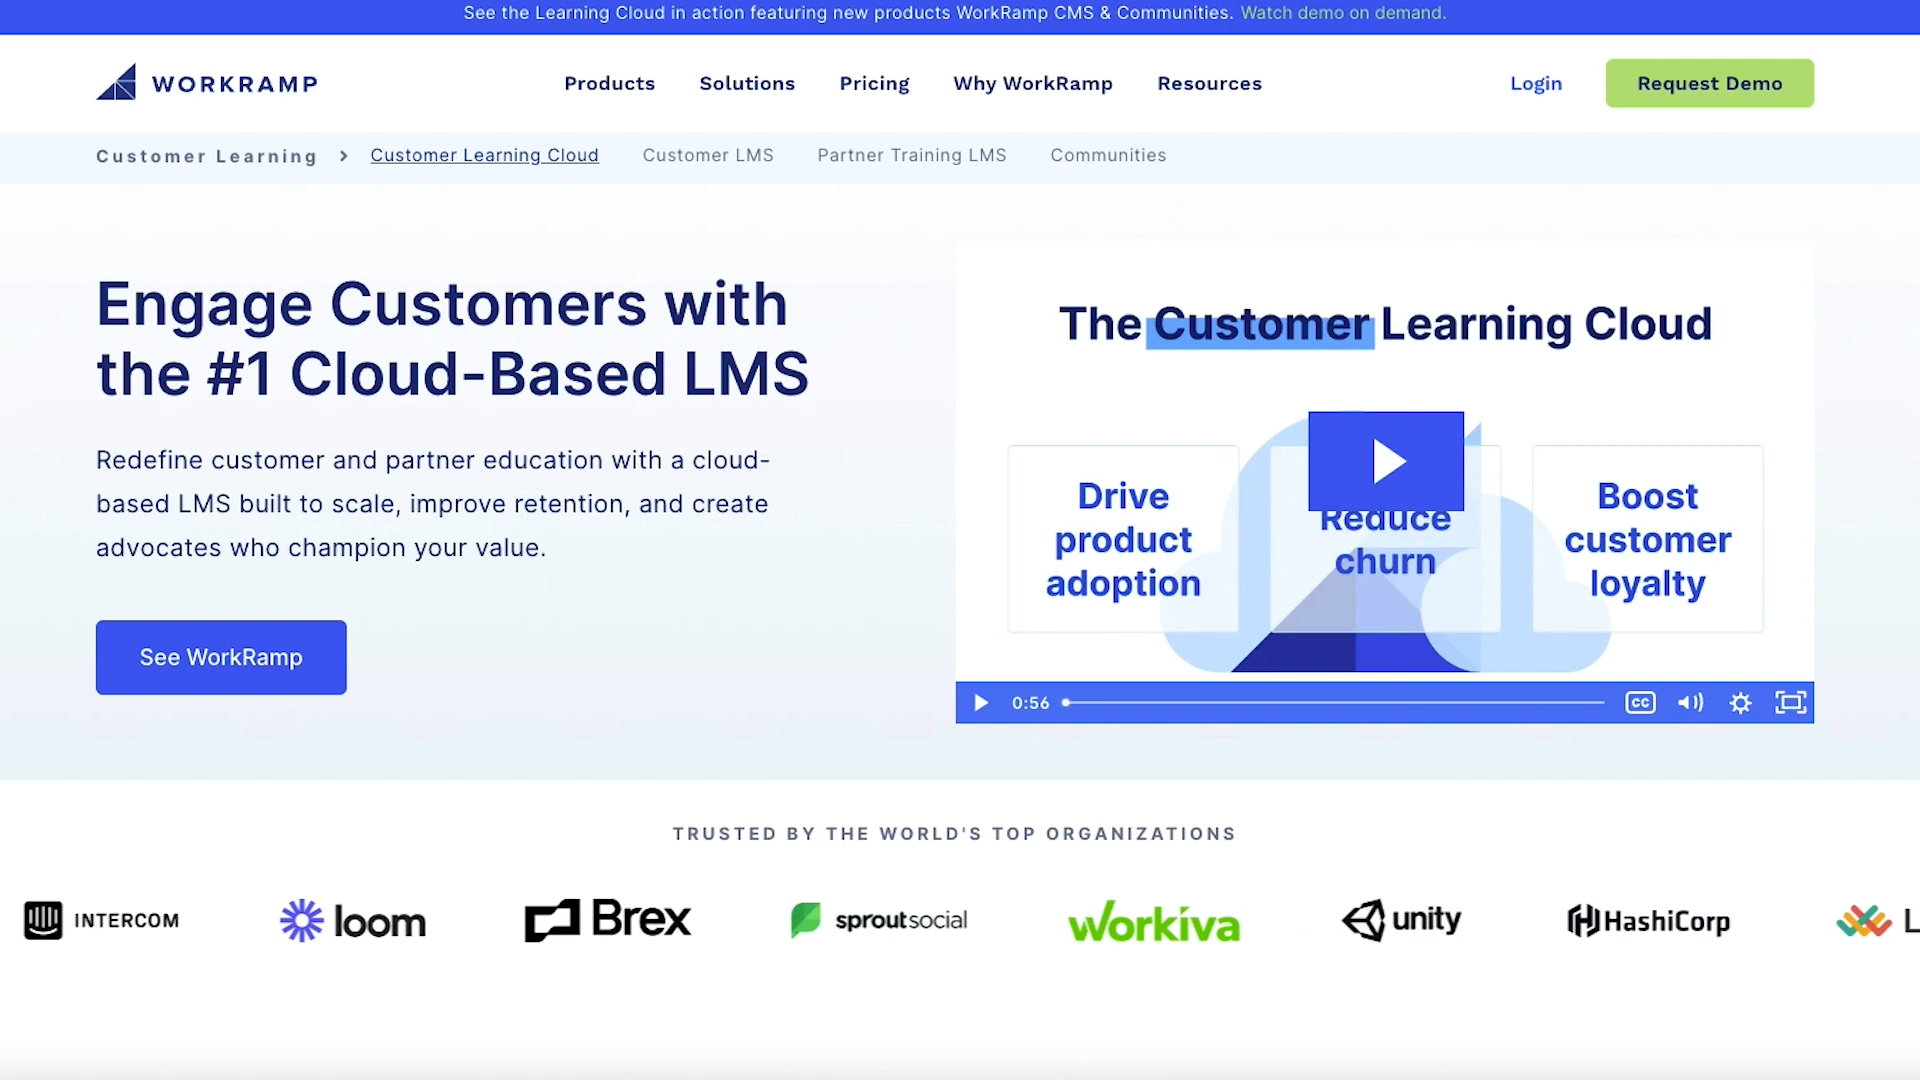 See the Learning Cloud in action featuring new products WorkRamp CMS & Communities. Watch demo on demand.
WORKRAMP
Products
Solutions
Pricing
Why WorkRamp
Resources
Login
Request Demo
Customer Learning
Customer Learning Cloud
Customer LMS
Partner Training LMS
Communities
Engage Customers with
the #1 Cloud-Based LMS
Redefine customer and partner education with a cloud-
based LMS built to scale, improve retention, and create
advocates who champion your value.
See WorkRamp
The Customer Learning Cloud
Drive
product
adoption
Reduce
churn
Boost
customer
loyalty
0:56
CC
TRUSTED BY THE WORLD'S TOP ORGANIZATIONS
INTERCOM
loom
Brex
sproutsocial
workiva
unity
HashiCorp